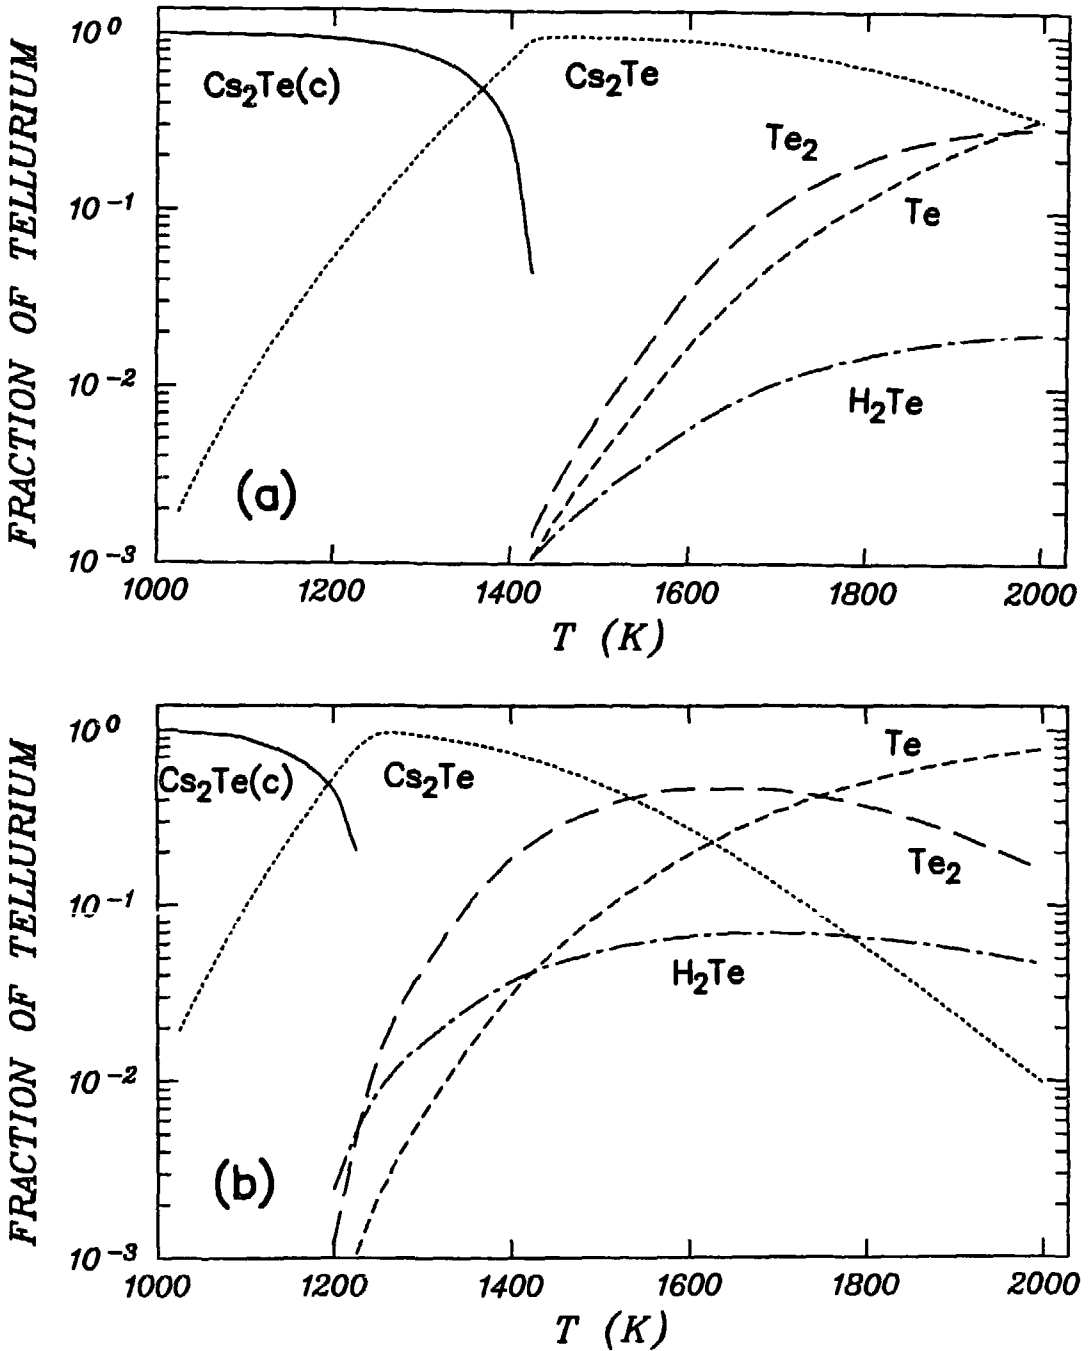 FRACTION OF TELLURIUM
10⁰
10⁻¹
10⁻²
10⁻³
Cs₂Te(c)
Cs₂Te
Te₂
Te
H₂Te
(a)
1000 1200 1400 1600 1800 2000
T (K)
FRACTION OF TELLURIUM
10⁰
10⁻¹
10⁻²
10⁻³
Cs₂Te(c)
Cs₂Te
Te
Te₂
H₂Te
(b)
1000 1200 1400 1600 1800 2000
T (K)